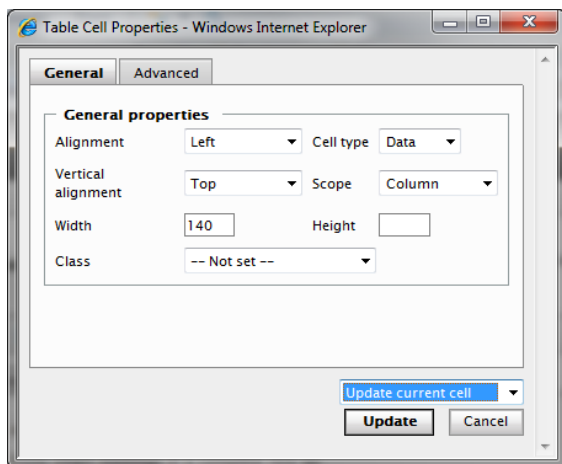 Table Cell Properties - Windows Internet Explorer
General Advanced
General properties
Alignment Left Cell type Data
Vertical
alignment Top Scope Column
Width 140 Height
Class -- Not set --
Update current cell
Update Cancel